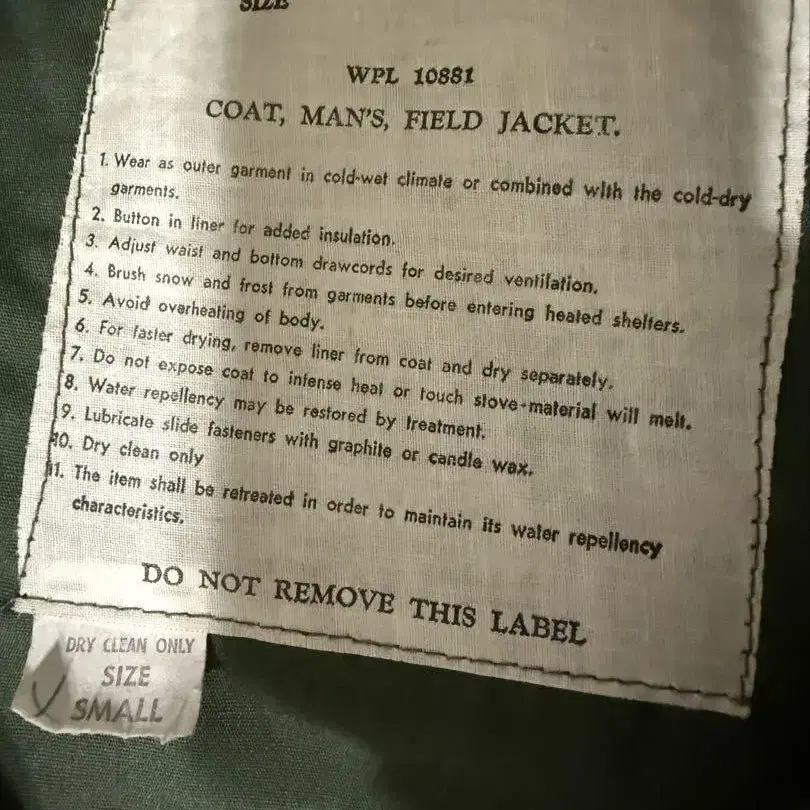 SIZE
WPL 10881
COAT, MAN'S, FIELD JACKET.
1. Wear as outer garment in cold-wet climate or combined with the cold-dry
garments.
2. Button in liner for added insulation.
3. Adjust waist and bottom drawcords for desired ventilation.
4. Brush snow and frost from garments before entering heated shelters.
5. Avoid overheating of body.
6. For faster drying, remove liner from coat and dry separately.
7. Do not expose coat to intense heat or touch stove-material will melt.
8. Water repellency may be restored by treatment.
9. Lubricate slide fasteners with graphite or candle wax.
10. Dry clean only
11. The item shall be retreated in order to maintain its water repellency
characteristics.
DO NOT REMOVE THIS LABEL
DRY CLEAN ONLY
SIZE
SMALL